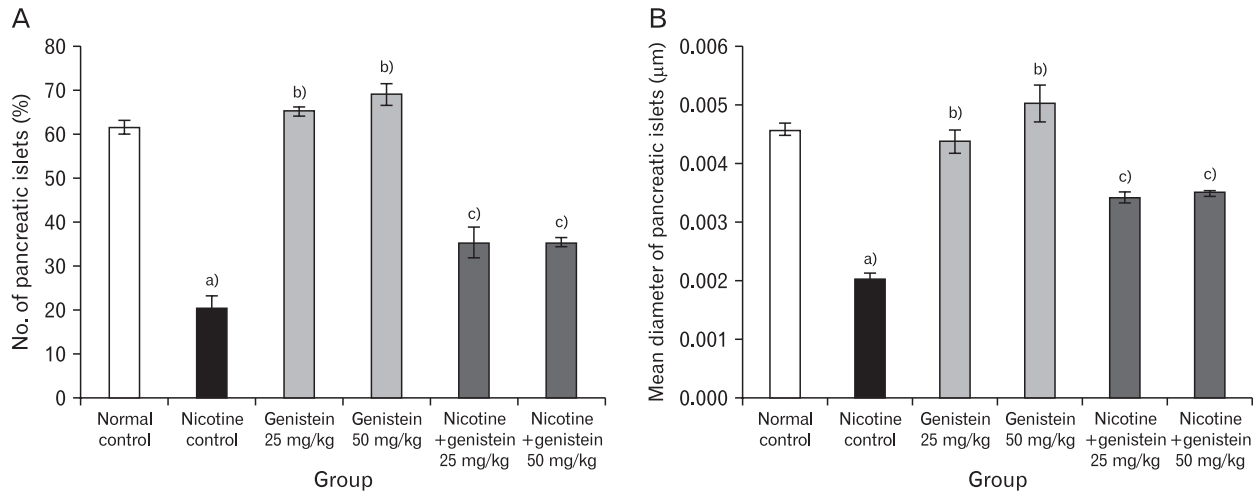 A
No. of pancreatic islets (%)
80
70
60
50
40
30
20
10
0
a)
b)
b)
c)
c)
Normal
control
Nicotine
control
Genistein
25 mg/kg
Genistein
50 mg/kg
Nicotine
+genistein
25 mg/kg
Nicotine
+genistein
50 mg/kg
Group
B
Mean diameter of pancreatic islets (μm)
0.006
0.005
0.004
0.003
0.002
0.001
0.000
a)
b)
b)
c)
c)
Normal
control
Nicotine
control
Genistein
25 mg/kg
Genistein
50 mg/kg
Nicotine
+genistein
25 mg/kg
Nicotine
+genistein
50 mg/kg
Group